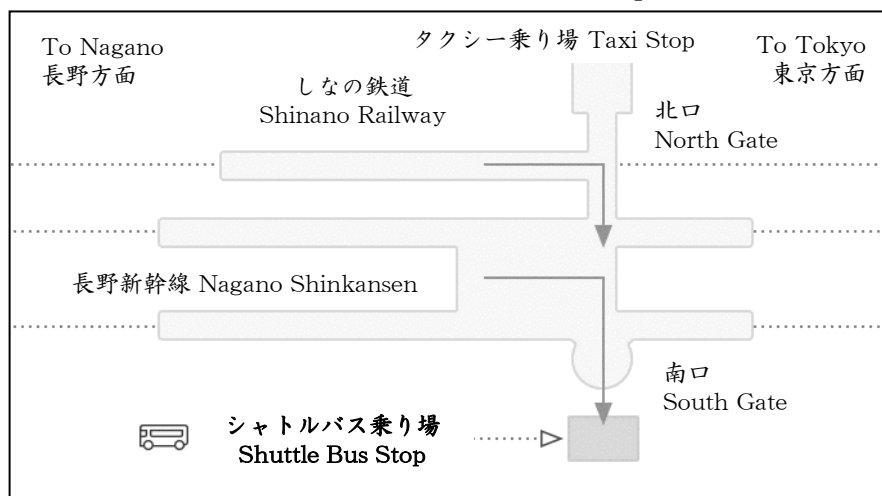 To Nagano
長野方面
タクシー乗り場 Taxi Stop
To Tokyo
東京方面
しなの鉄道
Shinano Railway
北口
North Gate
長野新幹線 Nagano Shinkansen
南口
South Gate
シャトルバス乗り場
Shuttle Bus Stop